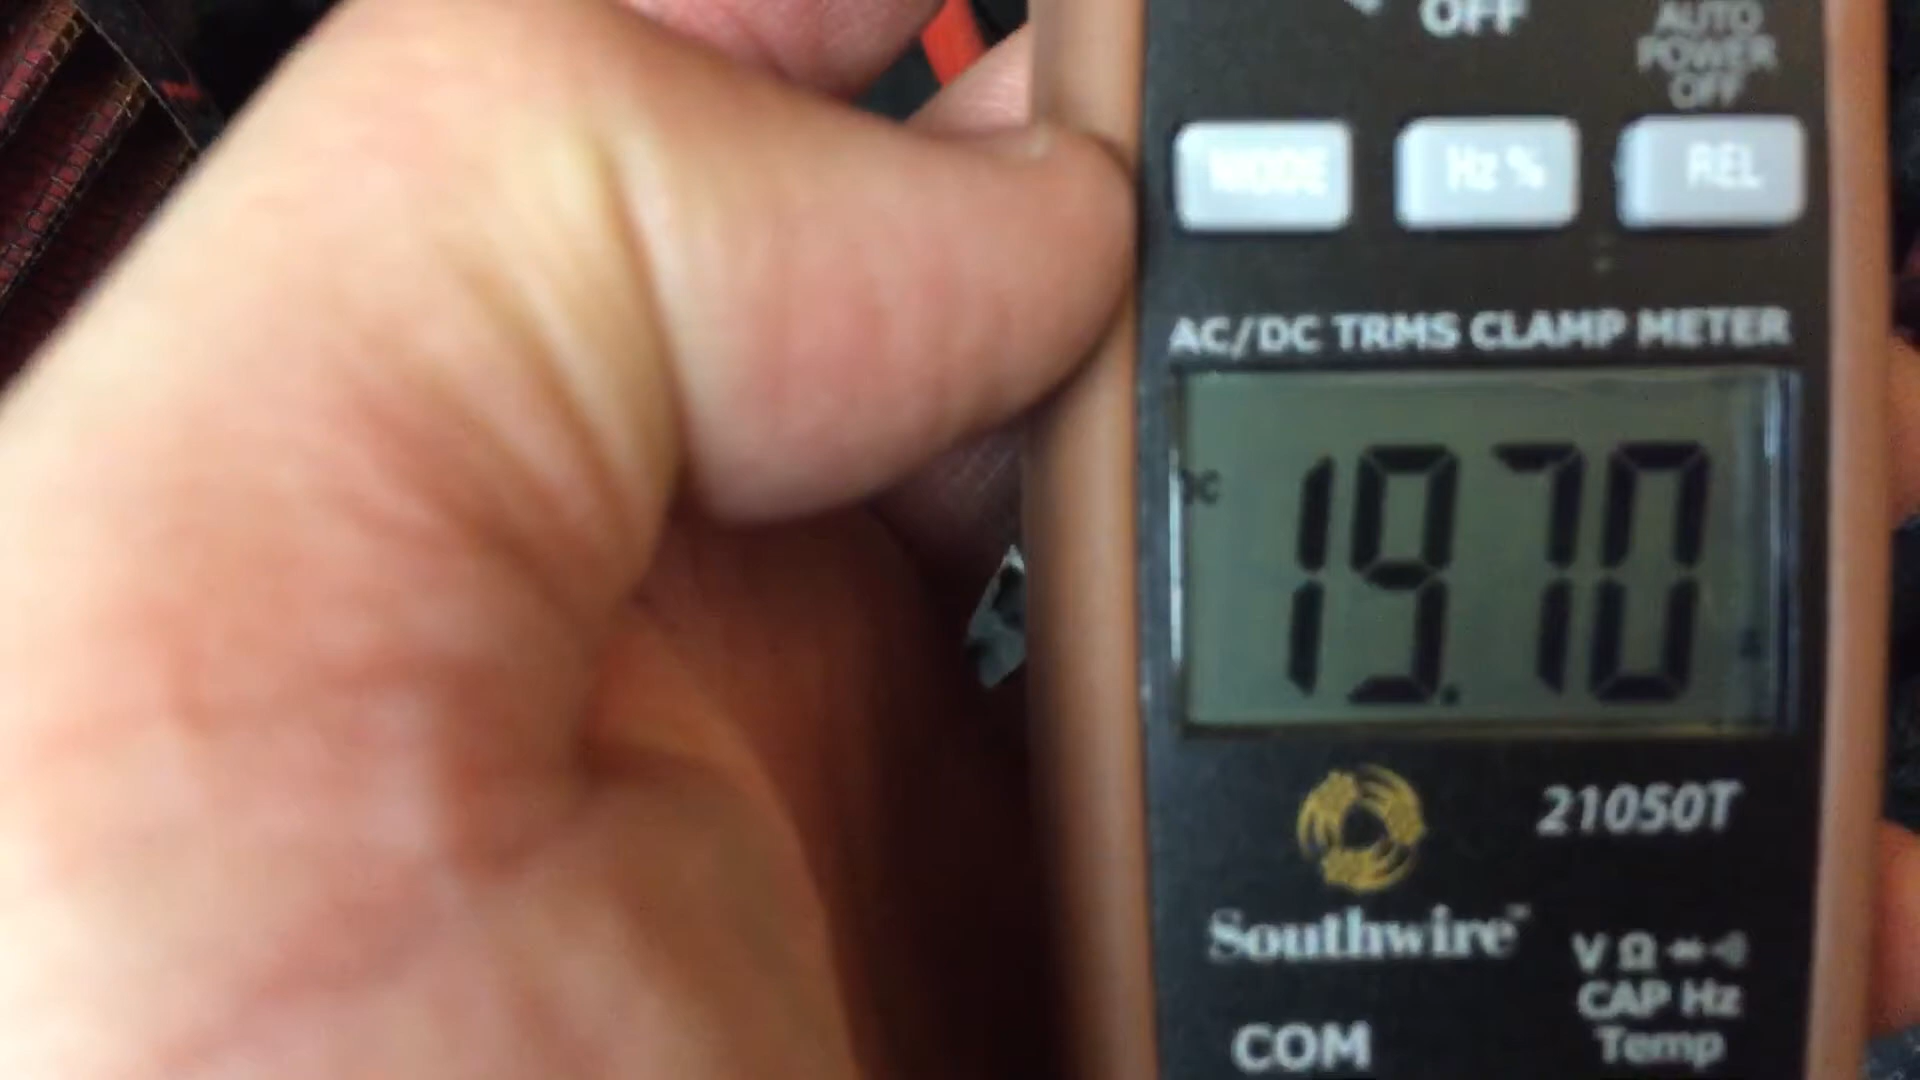 OFF
AUTO
POWER
OFF
MODE
Hz %
REL
AC/DC TRMS CLAMP METER
19.70
21050T
Southwire™
V Ω
CAP Hz
COM
Temp